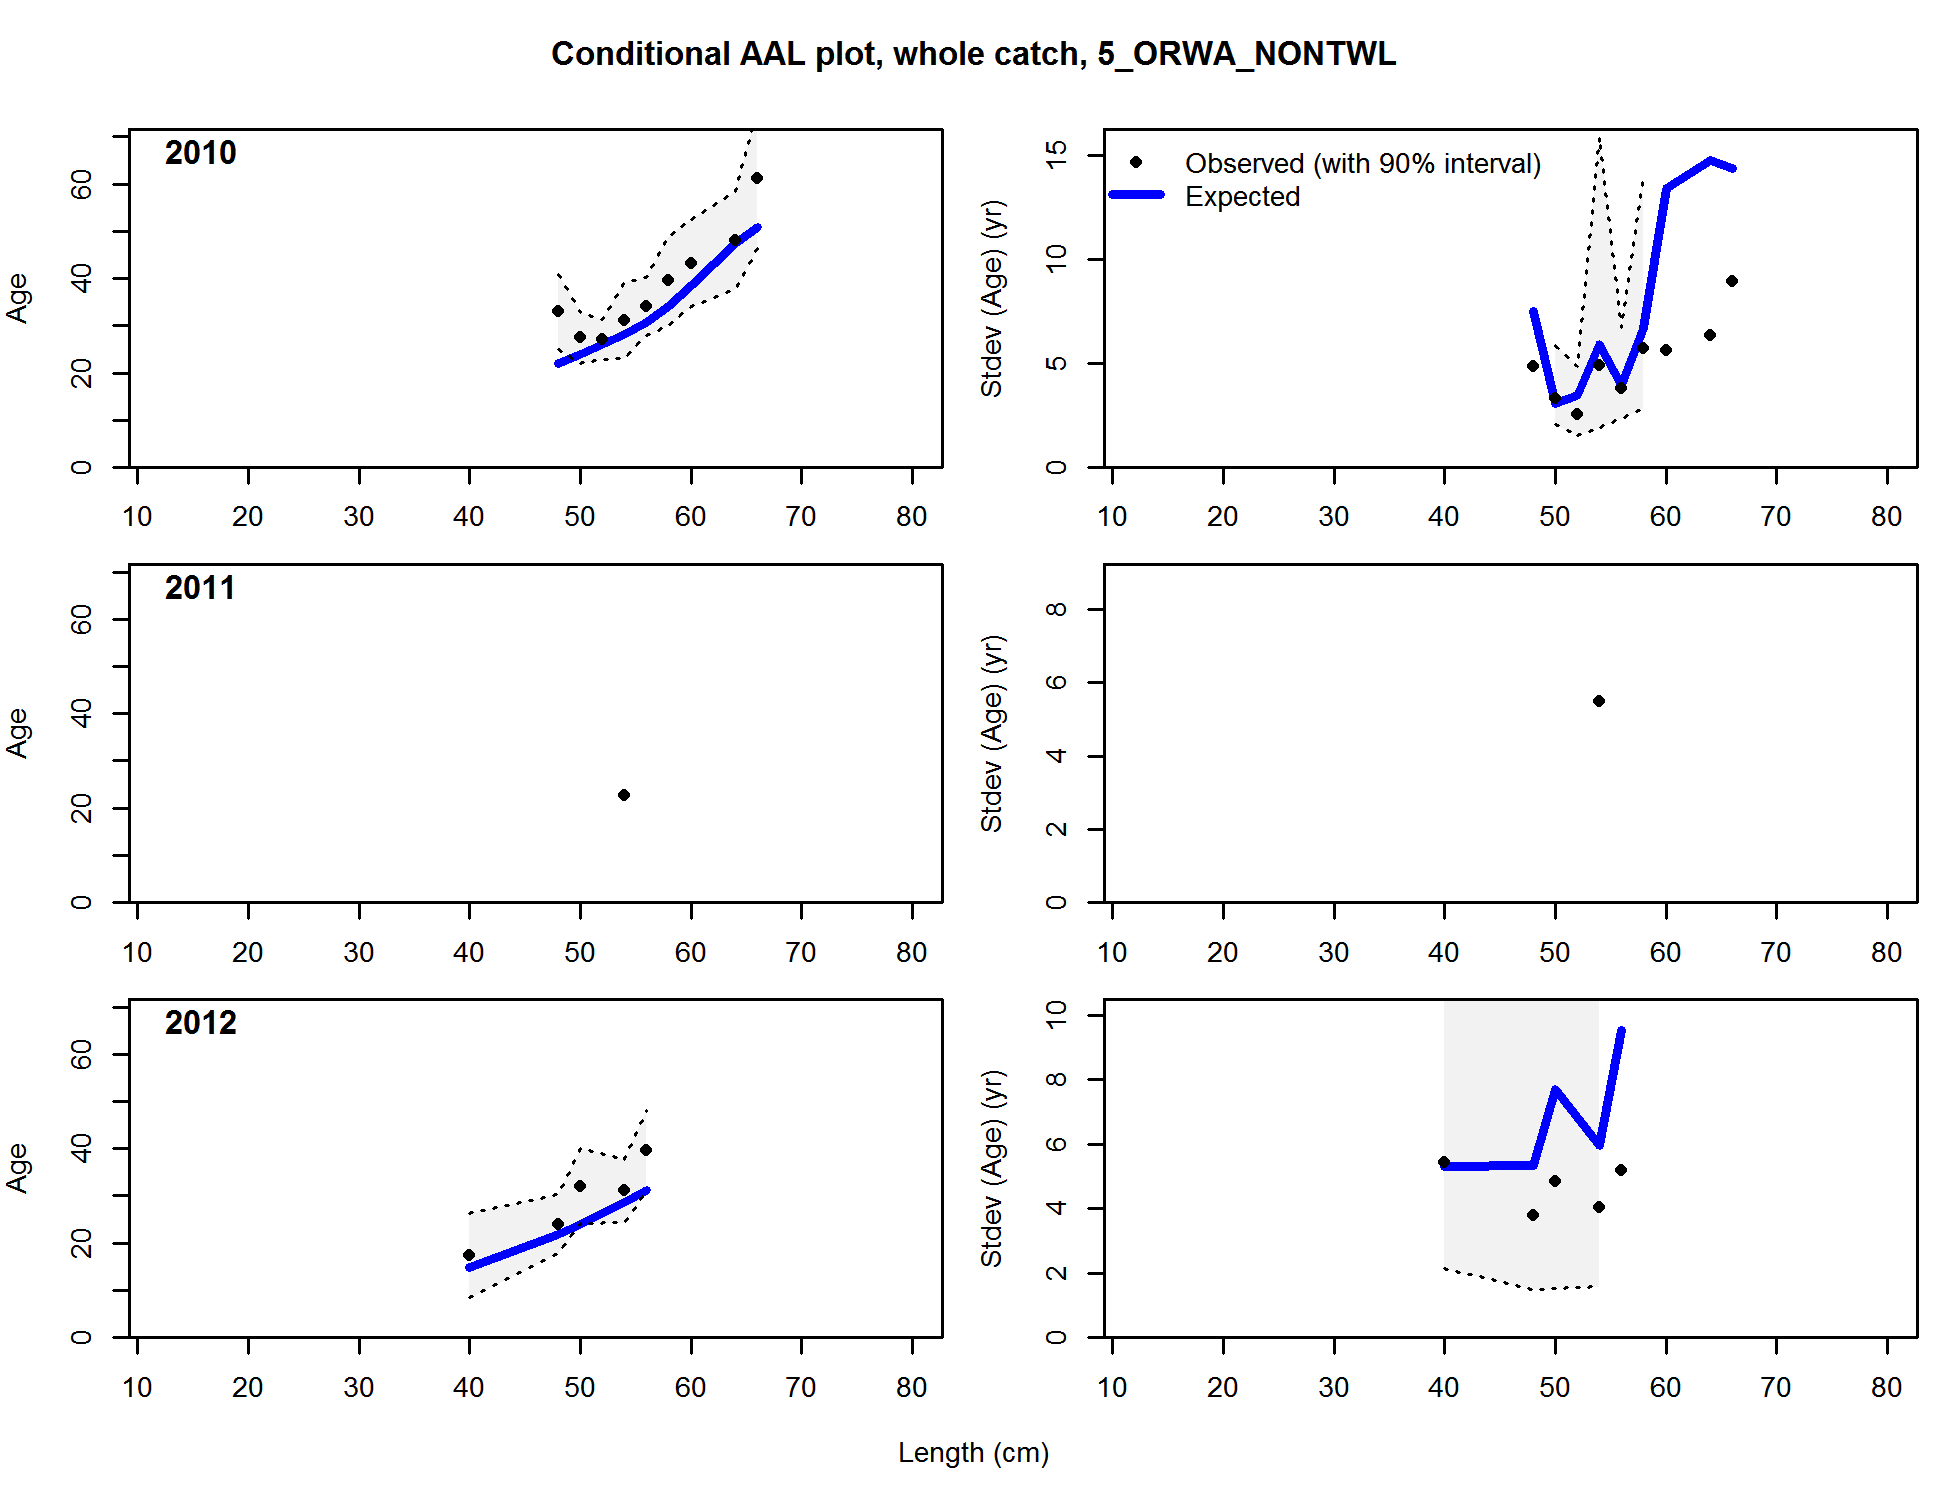 Conditional AAL plot, whole catch, 5_ORWA_NONTWL
2010
Age
0 20 40 60
10 20 30 40 50 60 70 80
Observed (with 90% interval)
Expected
Stdev (Age) (yr)
0 5 10 15
10 20 30 40 50 60 70 80
2011
Age
0 20 40 60
10 20 30 40 50 60 70 80
Stdev (Age) (yr)
0 2 4 6 8
10 20 30 40 50 60 70 80
2012
Age
0 20 40 60
10 20 30 40 50 60 70 80
Stdev (Age) (yr)
0 2 4 6 8 10
10 20 30 40 50 60 70 80
Length (cm)